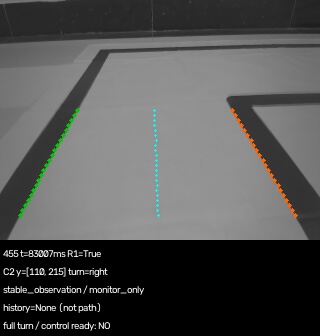 455 t=83007ms R1=True
C2 y=[110, 215] turn=right
stable_observation / monitor_only
history=None (not path)
full turn / control ready: NO